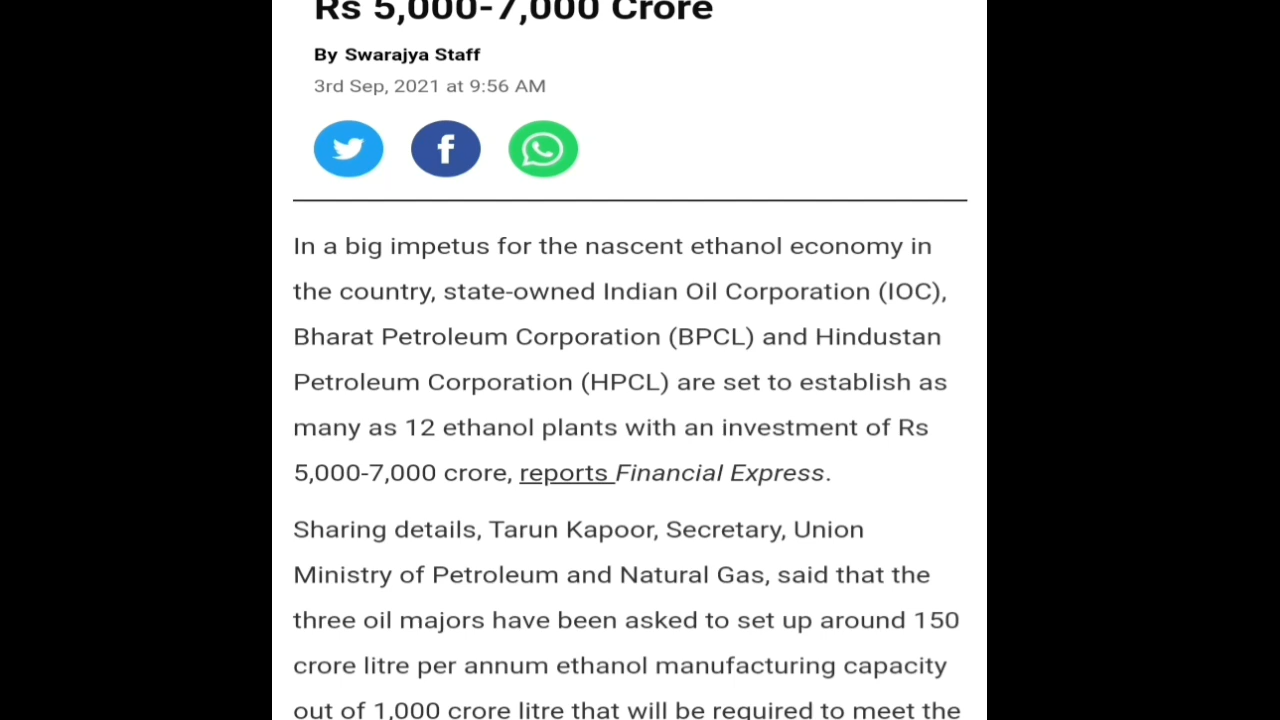 Rs 5,000-7,000 Crore
By Swarajya Staff
3rd Sep, 2021 at 9:56 AM
In a big impetus for the nascent ethanol economy in
the country, state-owned Indian Oil Corporation (IOC),
Bharat Petroleum Corporation (BPCL) and Hindustan
Petroleum Corporation (HPCL) are set to establish as
many as 12 ethanol plants with an investment of Rs
5,000-7,000 crore, reports Financial Express.
Sharing details, Tarun Kapoor, Secretary, Union
Ministry of Petroleum and Natural Gas, said that the
three oil majors have been asked to set up around 150
crore litre per annum ethanol manufacturing capacity
out of 1,000 crore litre that will be required to meet the